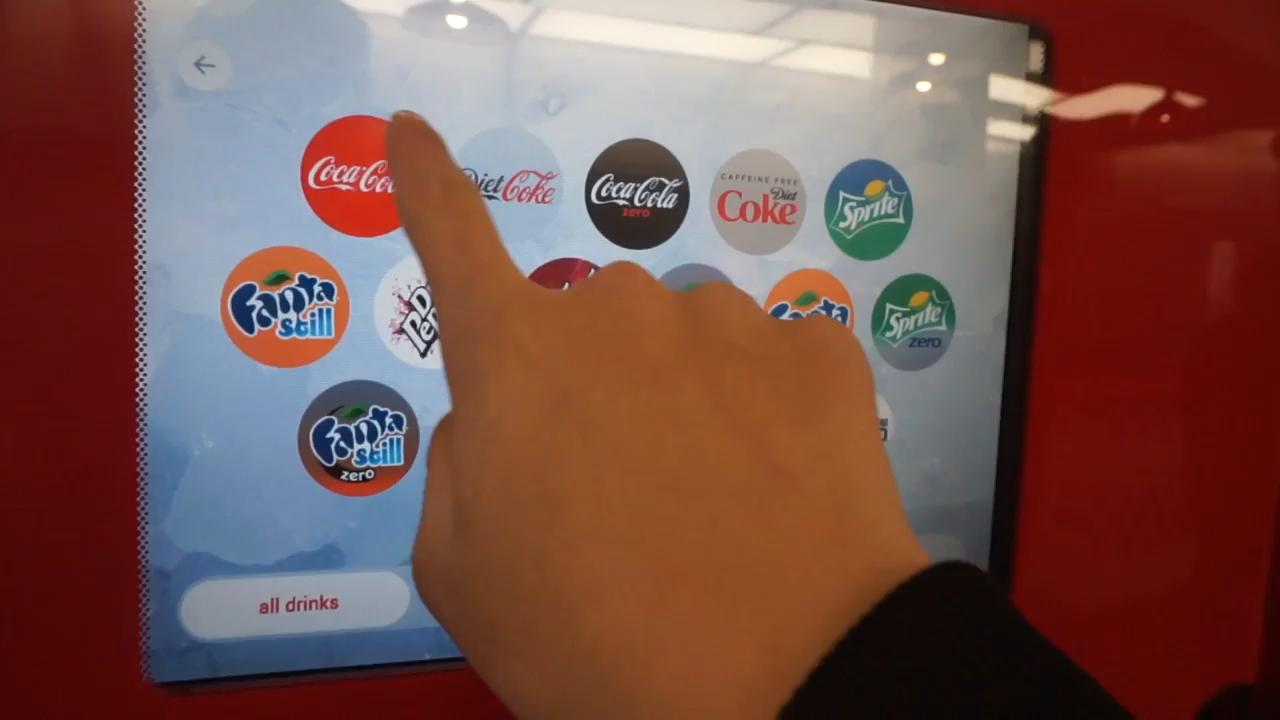 Coca-Co
Diet Coke
Coca-Cola
zero
CAFFEINE FREE
Diet
Coke
Sprite
Fanta
still
Fanta
Sprite
zero
Fanta
still
zero
all drinks